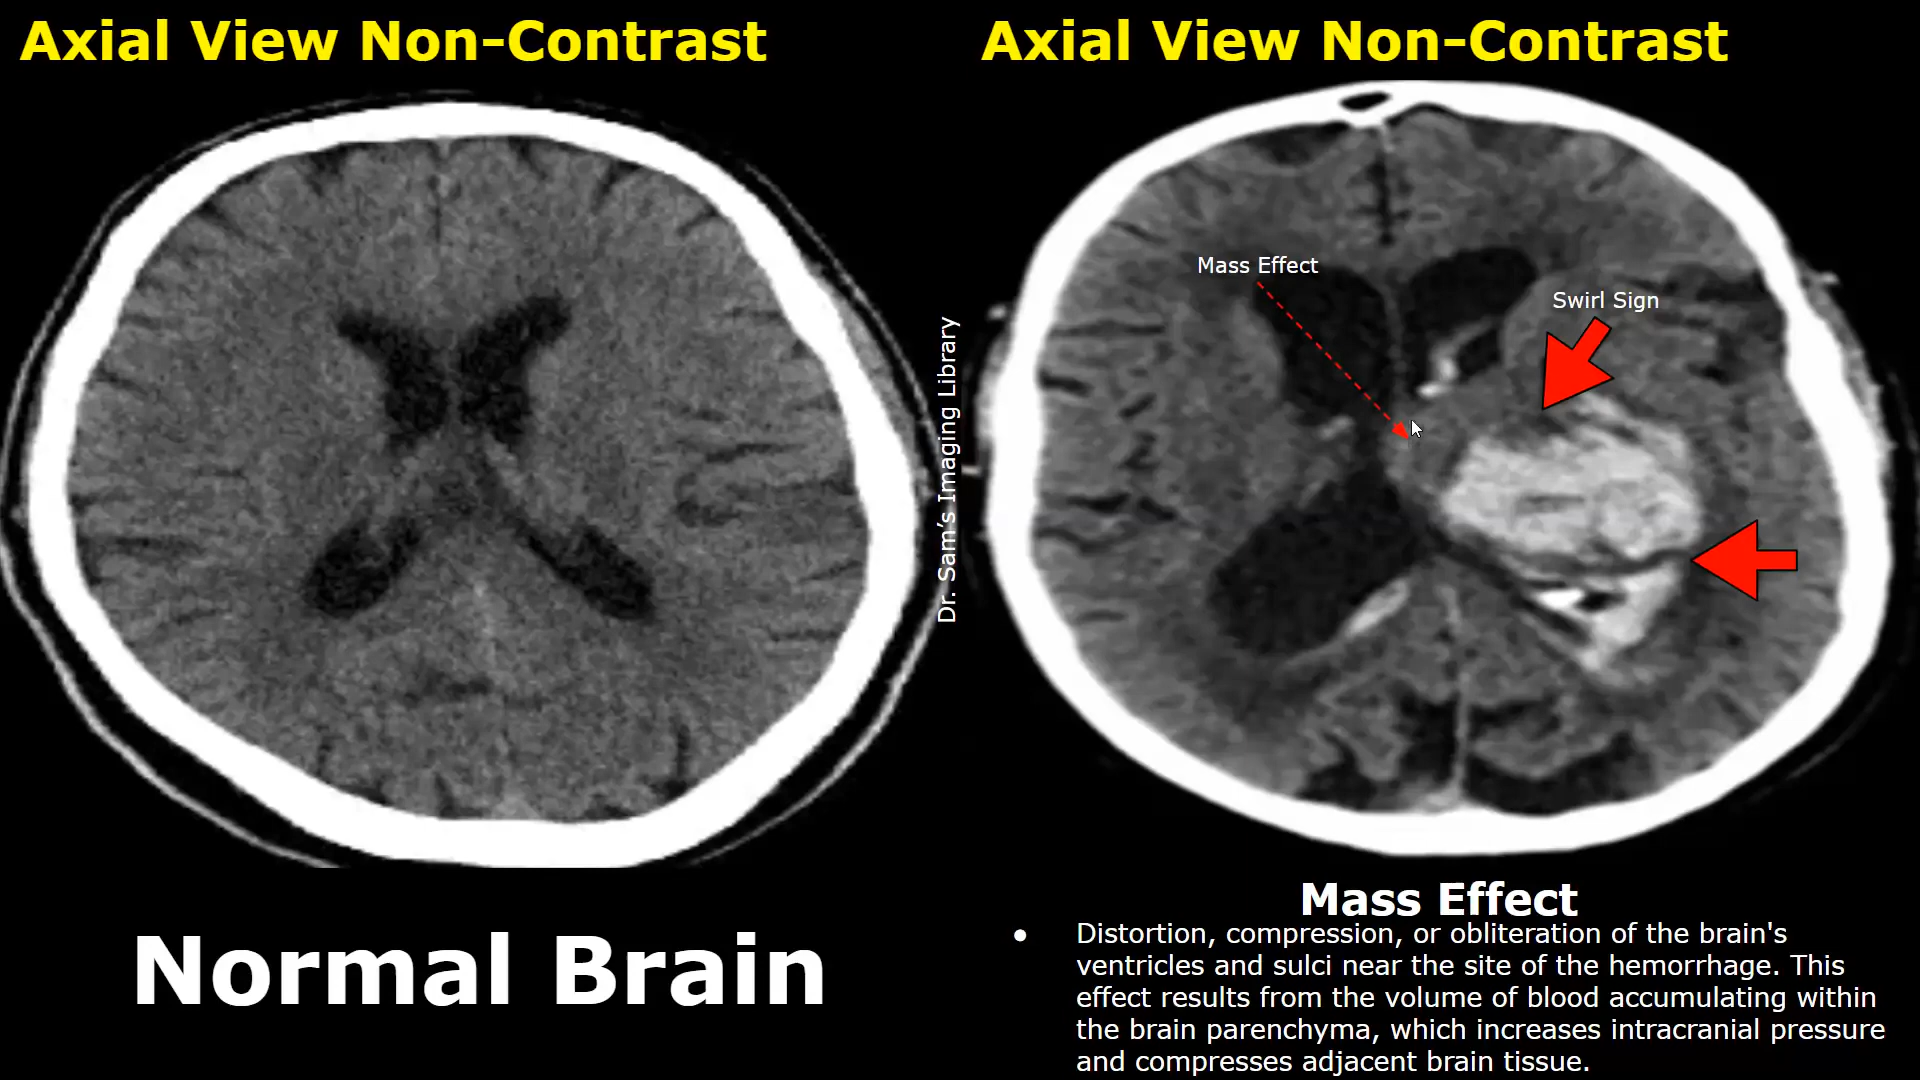 Axial View Non-Contrast
Axial View Non-Contrast
Mass Effect
Swirl Sign
Dr. Sam's Imaging Library
Normal Brain
Mass Effect
● Distortion, compression, or obliteration of the brain's
ventricles and sulci near the site of the hemorrhage. This
effect results from the volume of blood accumulating within
the brain parenchyma, which increases intracranial pressure
and compresses adjacent brain tissue.